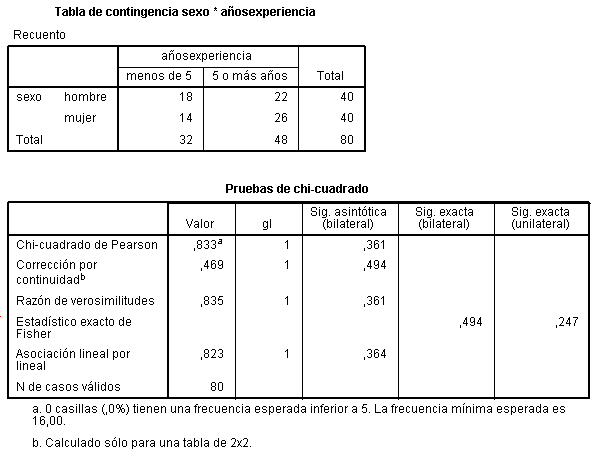 Tabla de contingencia sexo * añosexperiencia
Recuento
añosexperiencia
menos de 5 5 o más años Total
sexo hombre 18 22 40
mujer 14 26 40
Total 32 48 80
Pruebas de chi-cuadrado
Valor gl Sig. asintótica (bilateral) Sig. exacta (bilateral) Sig. exacta (unilateral)
Chi-cuadrado de Pearson ,833a 1 ,361
Corrección por continuidadb ,469 1 ,494
Razón de verosimilitudes ,835 1 ,361
Estadístico exacto de Fisher ,494 ,247
Asociación lineal por lineal ,823 1 ,364
N de casos válidos 80
a. 0 casillas (,0%) tienen una frecuencia esperada inferior a 5. La frecuencia mínima esperada es
16,00.
b. Calculado sólo para una tabla de 2x2.